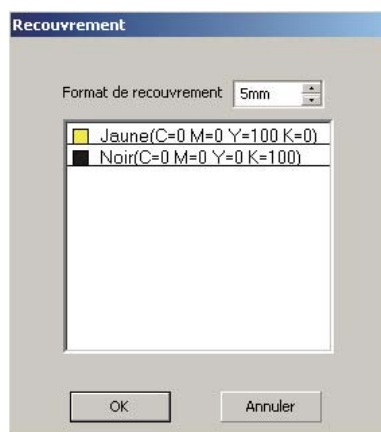 Recouvrement
Format de recouvrement 5mm
Jaune(C=0 M=0 Y=100 K=0)
Noir(C=0 M=0 Y=0 K=100)
OK Annuler